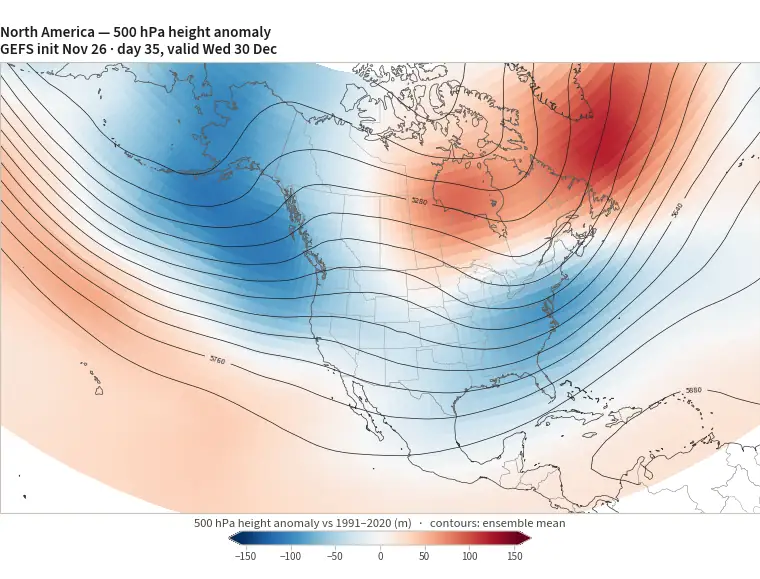 North America — 500 hPa height anomaly
GEFS init Nov 26 · day 35, valid Wed 30 Dec
5280
5640
5760
5880
500 hPa height anomaly vs 1991–2020 (m) · contours: ensemble mean
−150 −100 −50 0 50 100 150